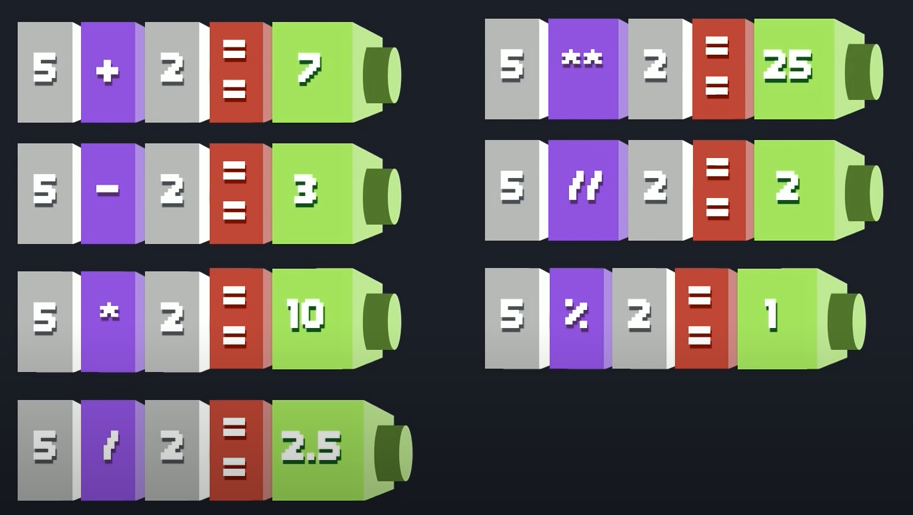 5 + 2 == 7
5 - 2 == 3
5 * 2 == 10
5 / 2 == 2.5
5 ** 2 == 25
5 // 2 == 2
5 % 2 == 1